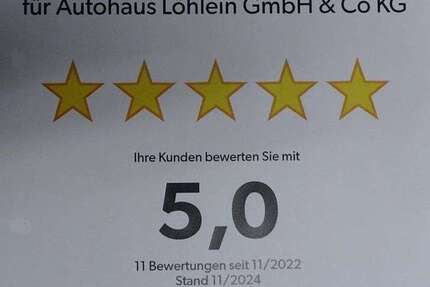 für Autohaus Löhlein GmbH & Co KG
Ihre Kunden bewerten Sie mit
5,0
11 Bewertungen seit 11/2022
Stand 11/2024